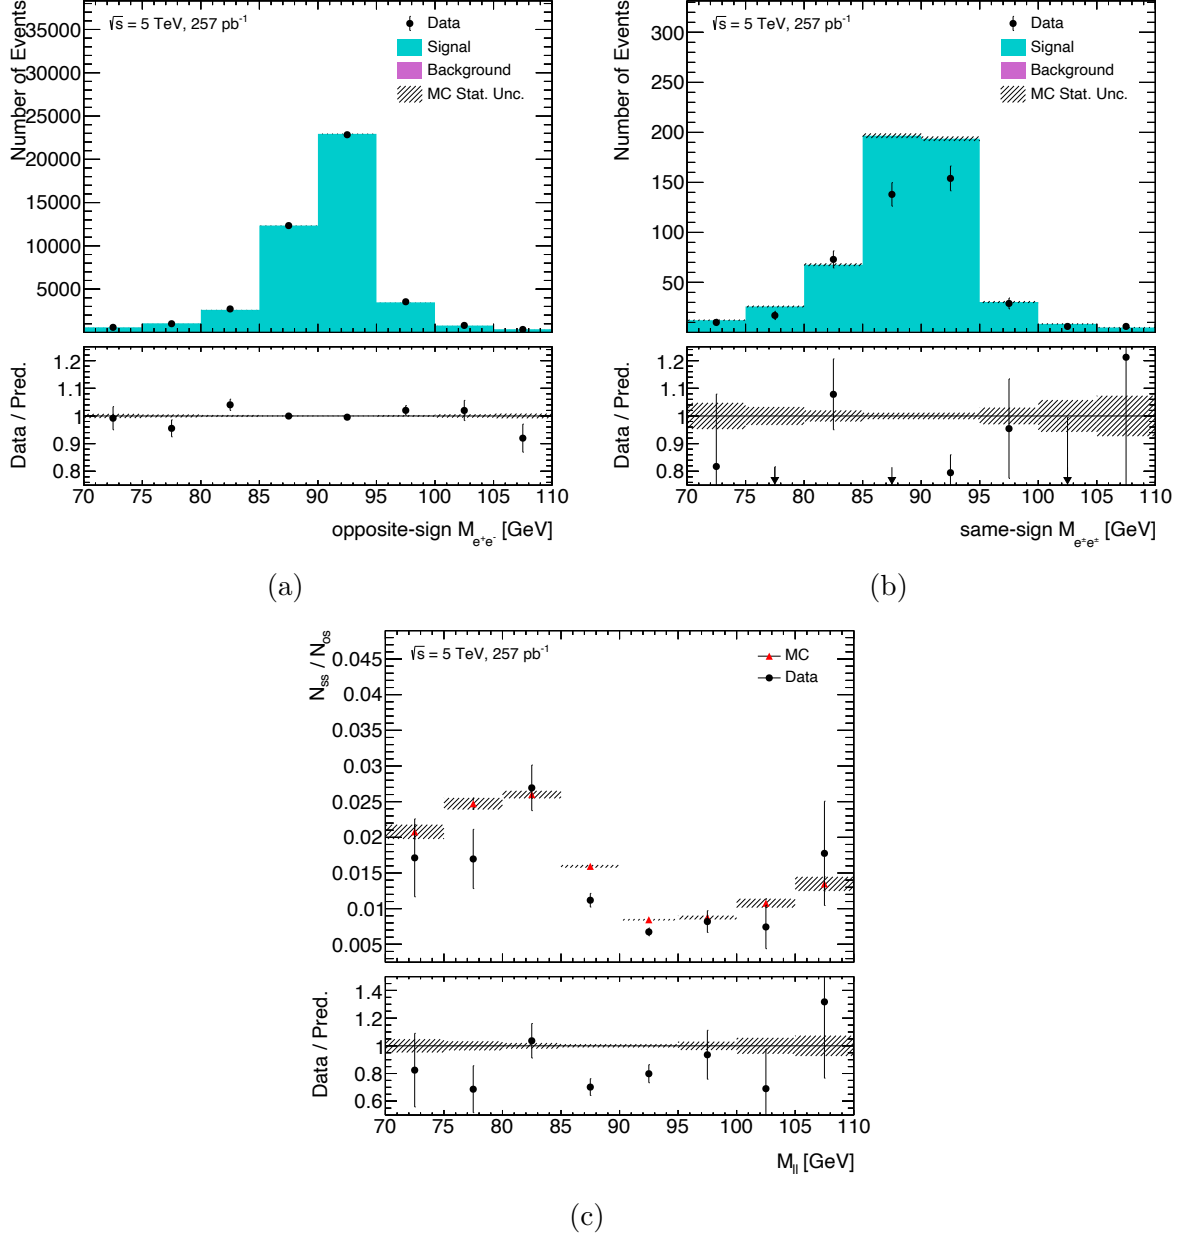 √s = 5 TeV, 257 pb⁻¹
Data
Signal
Background
MC Stat. Unc.
Number of Events
35000
30000
25000
20000
15000
10000
5000
Data / Pred.
1.2
1.1
1
0.9
0.8
70 75 80 85 90 95 100 105 110
opposite-sign M_{e⁺e⁻} [GeV]
(a)
√s = 5 TeV, 257 pb⁻¹
Data
Signal
Background
MC Stat. Unc.
Number of Events
300
250
200
150
100
50
Data / Pred.
1.2
1.1
1
0.9
0.8
70 75 80 85 90 95 100 105 110
same-sign M_{e±e±} [GeV]
(b)
√s = 5 TeV, 257 pb⁻¹
MC
Data
N_{ss} / N_{os}
0.045
0.04
0.035
0.03
0.025
0.02
0.015
0.01
0.005
Data / Pred.
1.4
1.2
1
0.8
0.6
70 75 80 85 90 95 100 105 110
M_{ll} [GeV]
(c)